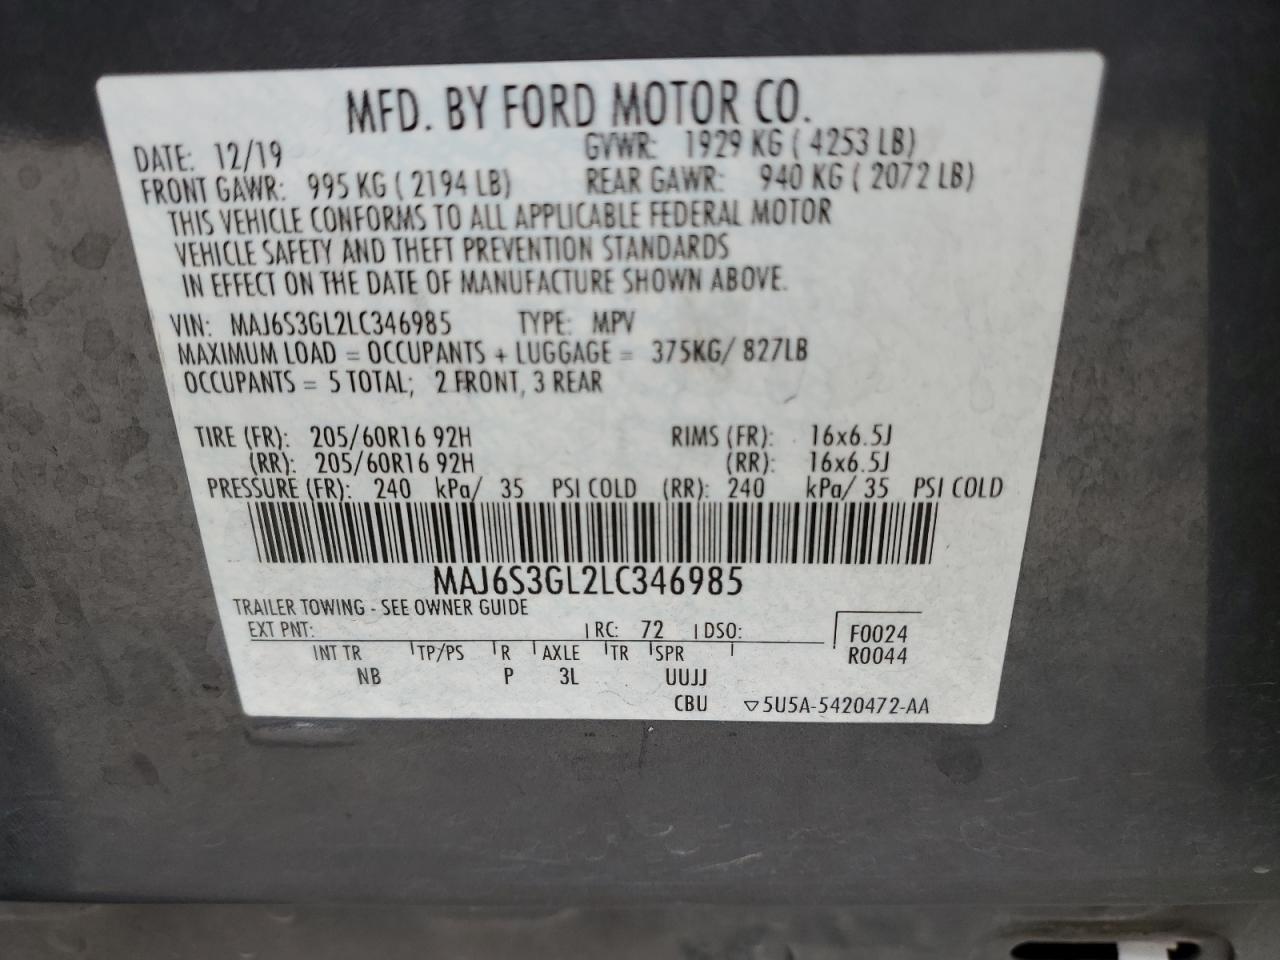 MFD. BY FORD MOTOR CO.
DATE: 12/19 GVWR: 1929 KG ( 4253 LB)
FRONT GAWR: 995 KG ( 2194 LB) REAR GAWR: 940 KG ( 2072 LB)
THIS VEHICLE CONFORMS TO ALL APPLICABLE FEDERAL MOTOR
VEHICLE SAFETY AND THEFT PREVENTION STANDARDS
IN EFFECT ON THE DATE OF MANUFACTURE SHOWN ABOVE.
VIN: MAJ6S3GL2LC346985 TYPE: MPV
MAXIMUM LOAD = OCCUPANTS + LUGGAGE = 375KG/ 827LB
OCCUPANTS = 5 TOTAL; 2 FRONT, 3 REAR
TIRE (FR): 205/60R16 92H RIMS (FR): 16x6.5J
(RR): 205/60R16 92H (RR): 16x6.5J
PRESSURE (FR): 240 kPa/ 35 PSI COLD (RR): 240 kPa/ 35 PSI COLD
MAJ6S3GL2LC346985
TRAILER TOWING - SEE OWNER GUIDE
EXT PNT: RC: 72 DSO: F0024
INT TR TP/PS R AXLE TR SPR R0044
NB P 3L UUJJ
CBU ▽5U5A-5420472-AA